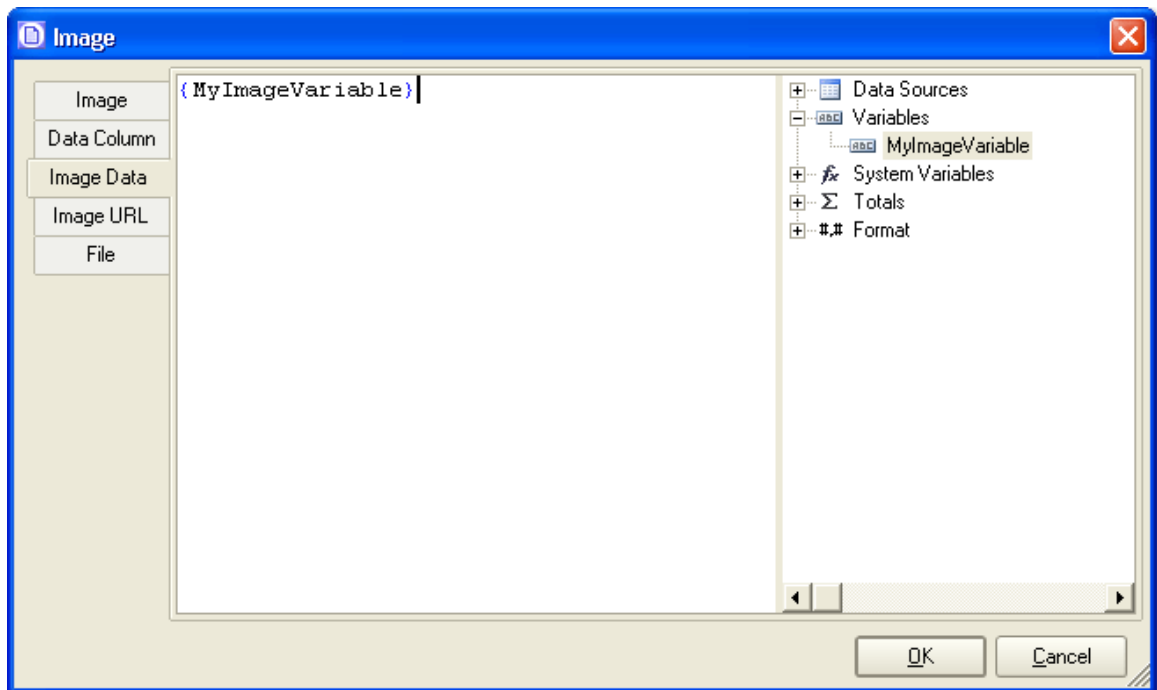 Image
Image
Data Column
Image Data
Image URL
File
{MyImageVariable}
Data Sources
Variables
MyImageVariable
System Variables
Totals
Format
OK
Cancel